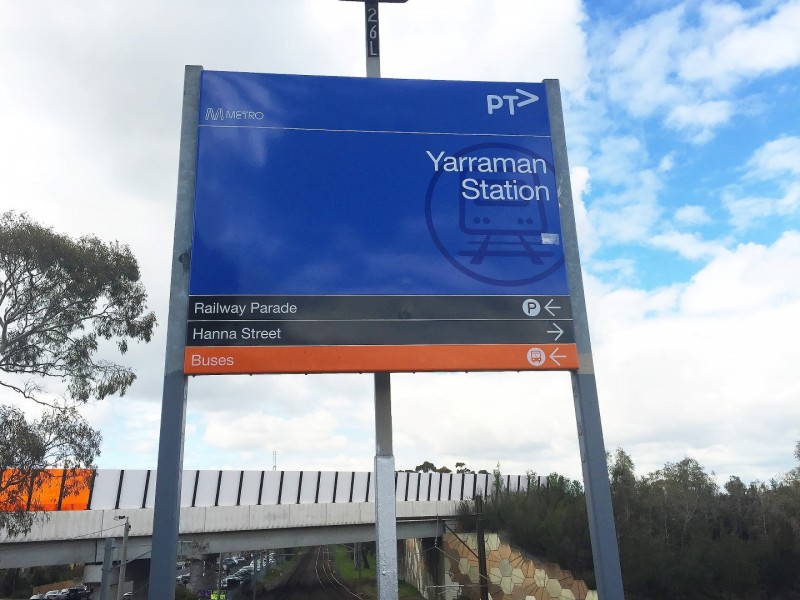 26L
METRO
PT>
Yarraman
Station
Railway Parade P ←
Hanna Street →
Buses ←